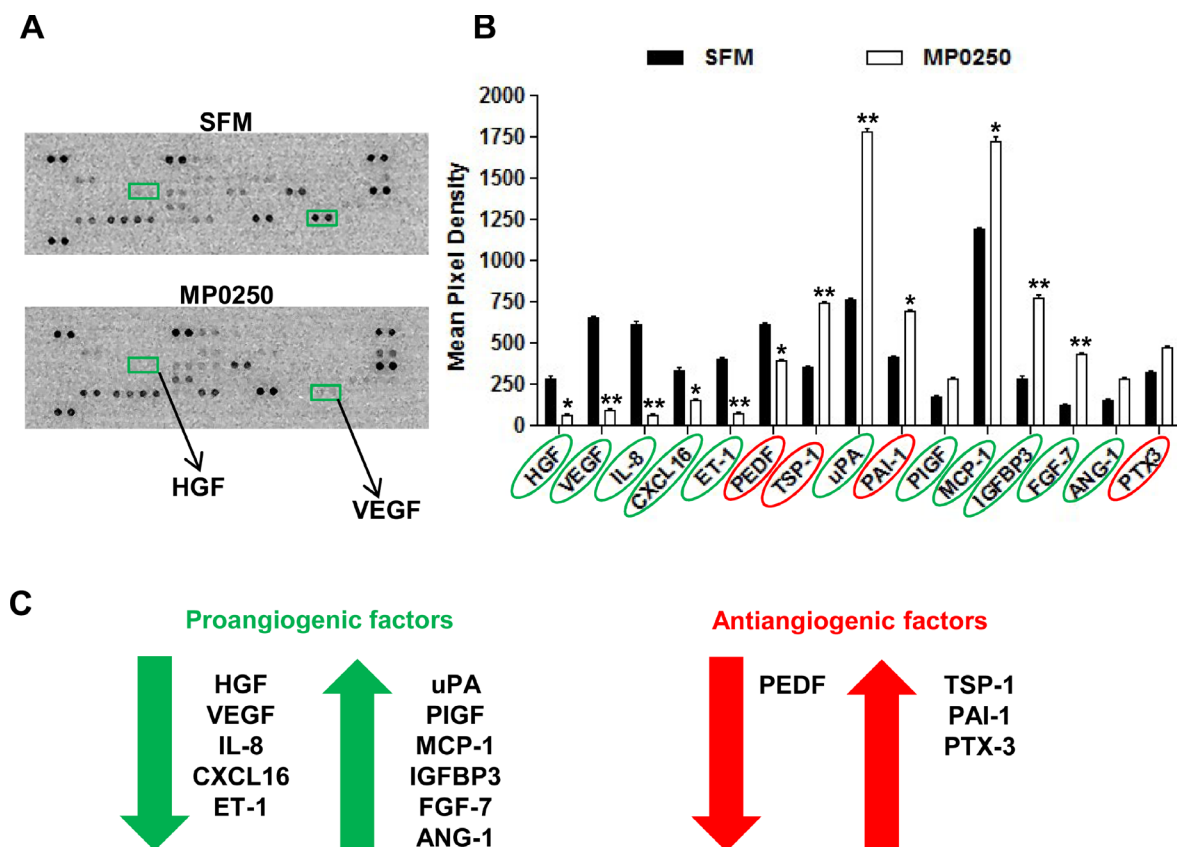 A
SFM
MP0250
HGF
VEGF
B
SFM
MP0250
Mean Pixel Density
2000
1750
1500
1250
1000
750
500
250
0
*
**
**
*
**
*
**
**
*
*
**
**
HGF
VEGF
IL-8
CXCL16
ET-1
PEDF
TSP-1
uPA
PAI-1
PIGF
MCP-1
IGFBP3
FGF-7
ANG-1
PTX3
C
Proangiogenic factors
HGF
VEGF
IL-8
CXCL16
ET-1
uPA
PIGF
MCP-1
IGFBP3
FGF-7
ANG-1
Antiangiogenic factors
PEDF
TSP-1
PAI-1
PTX-3